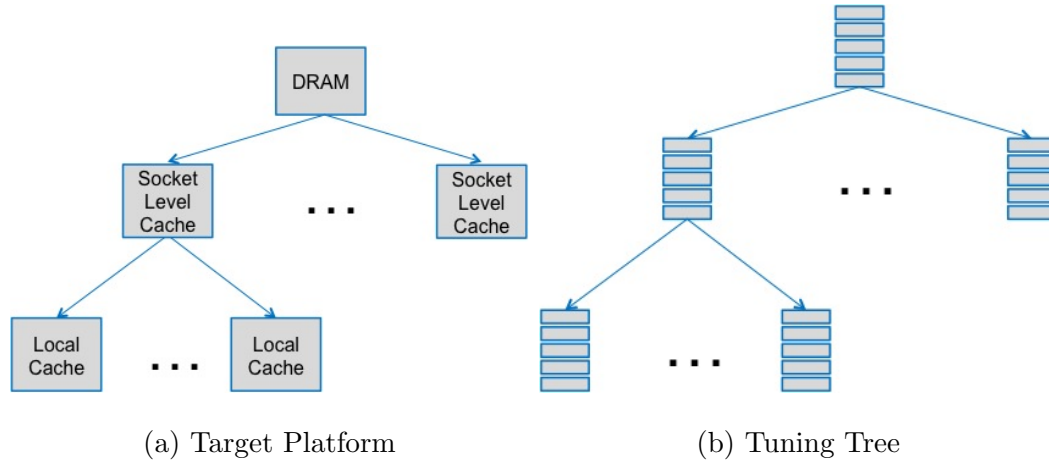 DRAM
Socket
Level
Cache
...
Socket
Level
Cache
...
Local
Cache
...
Local
Cache
...
(a) Target Platform
(b) Tuning Tree